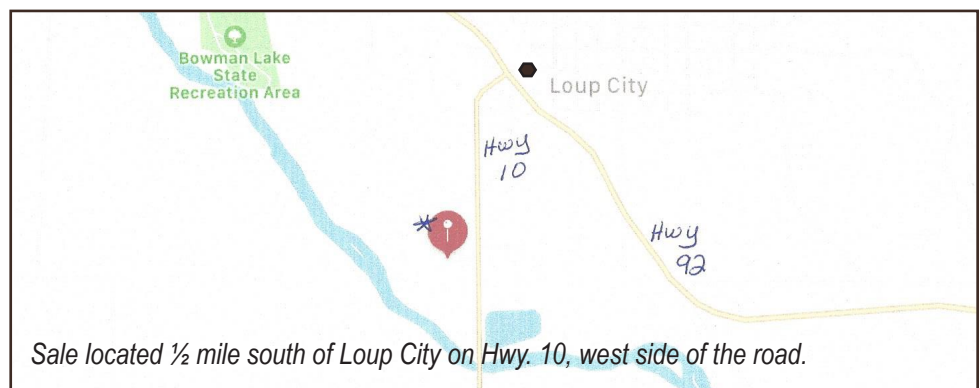 Bowman Lake
State
Recreation Area
Loup City
Hwy
10
*
Hwy
92
Sale located ½ mile south of Loup City on Hwy. 10, west side of the road.